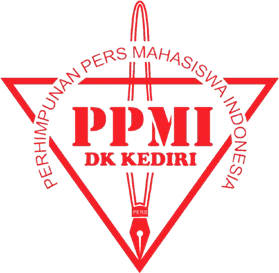 PERHIMPUNAN PERS MAHASISWA INDONESIA
PPMI
DK KEDIRI
PERS